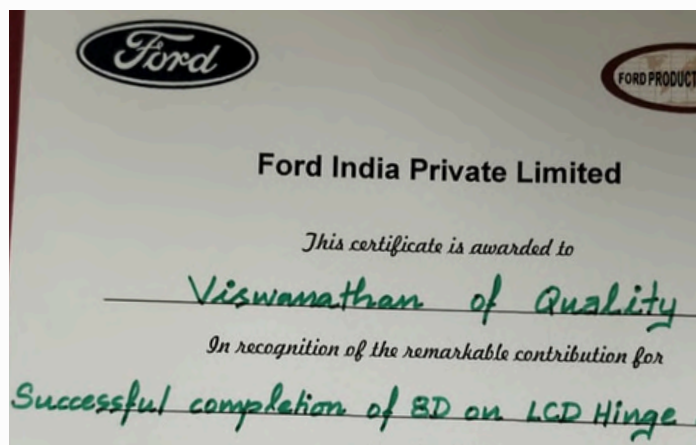 Ford
FORD PRODUCT
Ford India Private Limited
This certificate is awarded to
Viswanathan of Quality
In recognition of the remarkable contribution for
Successful completion of 8D on LCD Hinge